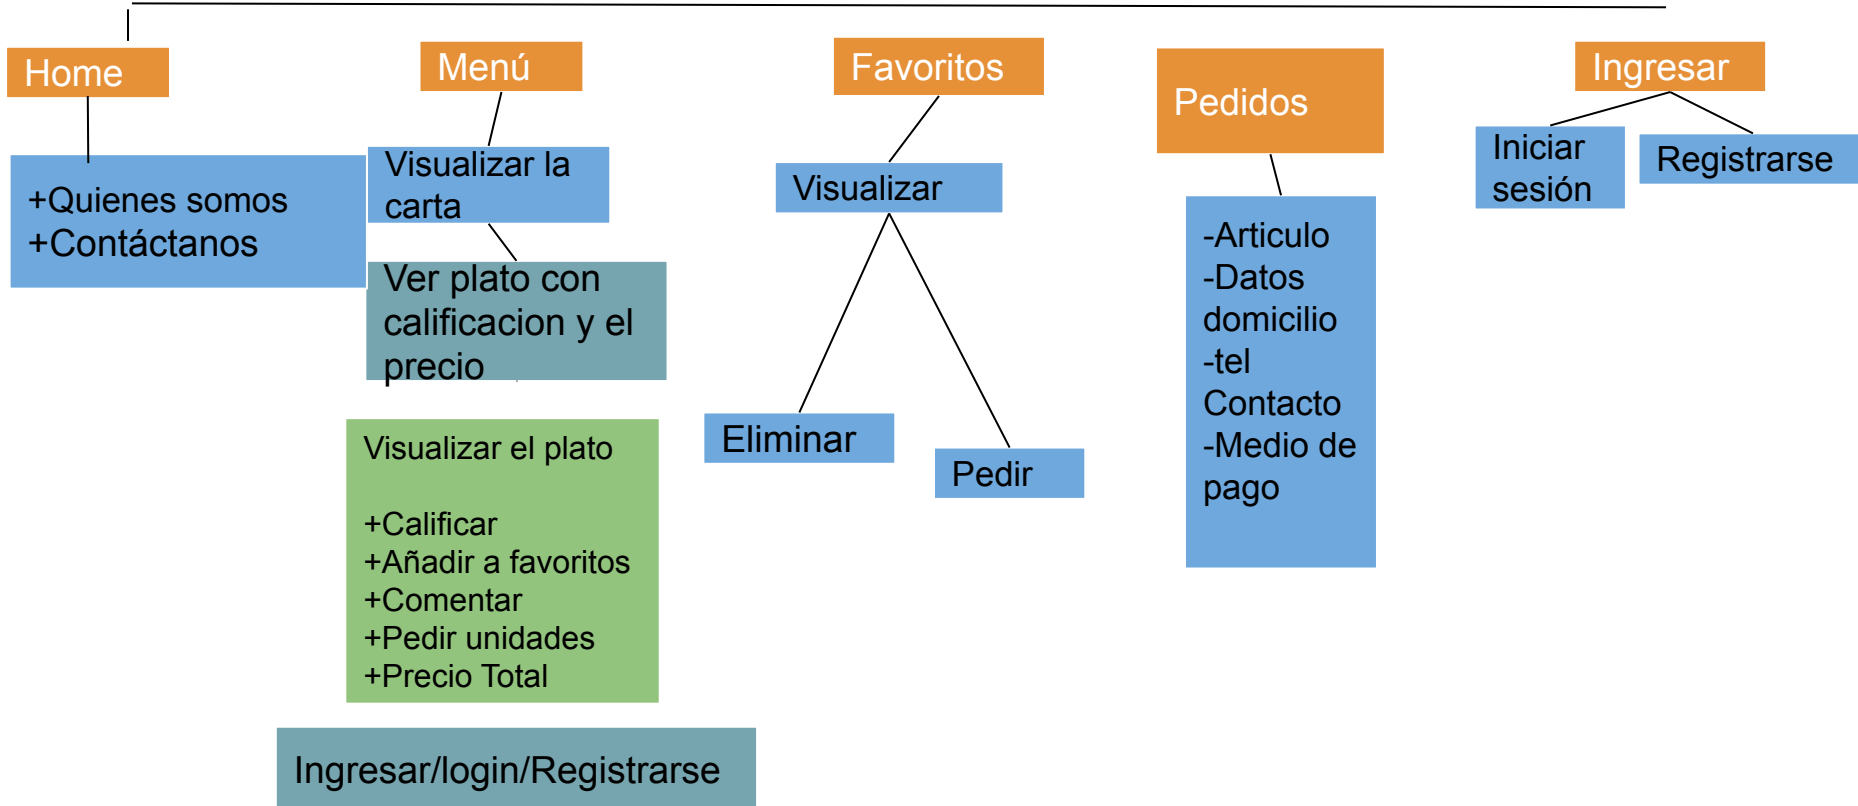 Home
Menú
Favoritos
Pedidos
Ingresar
+Quienes somos
+Contáctanos
Visualizar la
carta
Ver plato con
calificacion y el
precio
Visualizar el plato
+Calificar
+Añadir a favoritos
+Comentar
+Pedir unidades
+Precio Total
Ingresar/login/Registrarse
Visualizar
Eliminar
Pedir
-Articulo
-Datos
domicilio
-tel
Contacto
-Medio de
pago
Iniciar
sesión
Registrarse